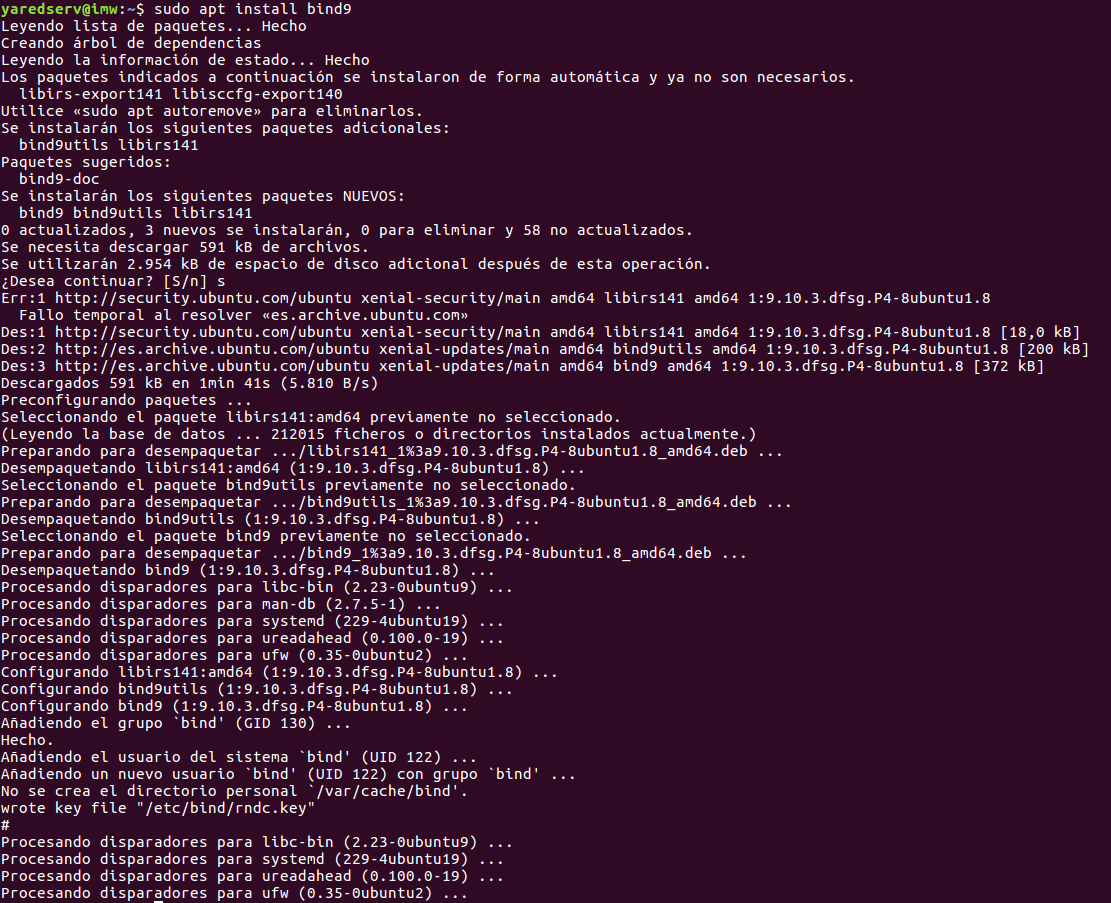 yaredserv@imw:~$ sudo apt install bind9
Leyendo lista de paquetes... Hecho
Creando árbol de dependencias
Leyendo la información de estado... Hecho
Los paquetes indicados a continuación se instalaron de forma automática y ya no son necesarios.
  libirs-export141 libisccfg-export140
Utilice «sudo apt autoremove» para eliminarlos.
Se instalarán los siguientes paquetes adicionales:
  bind9utils libirs141
Paquetes sugeridos:
  bind9-doc
Se instalarán los siguientes paquetes NUEVOS:
  bind9 bind9utils libirs141
0 actualizados, 3 nuevos se instalarán, 0 para eliminar y 58 no actualizados.
Se necesita descargar 591 kB de archivos.
Se utilizarán 2.954 kB de espacio de disco adicional después de esta operación.
¿Desea continuar? [S/n] s
Err:1 http://security.ubuntu.com/ubuntu xenial-security/main amd64 libirs141 amd64 1:9.10.3.dfsg.P4-8ubuntu1.8
  Fallo temporal al resolver «es.archive.ubuntu.com»
Des:1 http://security.ubuntu.com/ubuntu xenial-security/main amd64 libirs141 amd64 1:9.10.3.dfsg.P4-8ubuntu1.8 [18,0 kB]
Des:2 http://es.archive.ubuntu.com/ubuntu xenial-updates/main amd64 bind9utils amd64 1:9.10.3.dfsg.P4-8ubuntu1.8 [200 kB]
Des:3 http://es.archive.ubuntu.com/ubuntu xenial-updates/main amd64 bind9 amd64 1:9.10.3.dfsg.P4-8ubuntu1.8 [372 kB]
Descargados 591 kB en 1min 41s (5.810 B/s)
Preconfigurando paquetes ...
Seleccionando el paquete libirs141:amd64 previamente no seleccionado.
(Leyendo la base de datos ... 212015 ficheros o directorios instalados actualmente.)
Preparando para desempaquetar .../libirs141_1%3a9.10.3.dfsg.P4-8ubuntu1.8_amd64.deb ...
Desempaquetando libirs141:amd64 (1:9.10.3.dfsg.P4-8ubuntu1.8) ...
Seleccionando el paquete bind9utils previamente no seleccionado.
Preparando para desempaquetar .../bind9utils_1%3a9.10.3.dfsg.P4-8ubuntu1.8_amd64.deb ...
Desempaquetando bind9utils (1:9.10.3.dfsg.P4-8ubuntu1.8) ...
Seleccionando el paquete bind9 previamente no seleccionado.
Preparando para desempaquetar .../bind9_1%3a9.10.3.dfsg.P4-8ubuntu1.8_amd64.deb ...
Desempaquetando bind9 (1:9.10.3.dfsg.P4-8ubuntu1.8) ...
Procesando disparadores para libc-bin (2.23-0ubuntu9) ...
Procesando disparadores para man-db (2.7.5-1) ...
Procesando disparadores para systemd (229-4ubuntu19) ...
Procesando disparadores para ureadahead (0.100.0-19) ...
Procesando disparadores para ufw (0.35-0ubuntu2) ...
Configurando libirs141:amd64 (1:9.10.3.dfsg.P4-8ubuntu1.8) ...
Configurando bind9utils (1:9.10.3.dfsg.P4-8ubuntu1.8) ...
Configurando bind9 (1:9.10.3.dfsg.P4-8ubuntu1.8) ...
Añadiendo el grupo `bind' (GID 130) ...
Hecho.
Añadiendo el usuario del sistema `bind' (UID 122) ...
Añadiendo un nuevo usuario `bind' (UID 122) con grupo `bind' ...
No se crea el directorio personal `/var/cache/bind'.
wrote key file "/etc/bind/rndc.key"
#
Procesando disparadores para libc-bin (2.23-0ubuntu9) ...
Procesando disparadores para systemd (229-4ubuntu19) ...
Procesando disparadores para ureadahead (0.100.0-19) ...
Procesando disparadores para ufw (0.35-0ubuntu2) ...